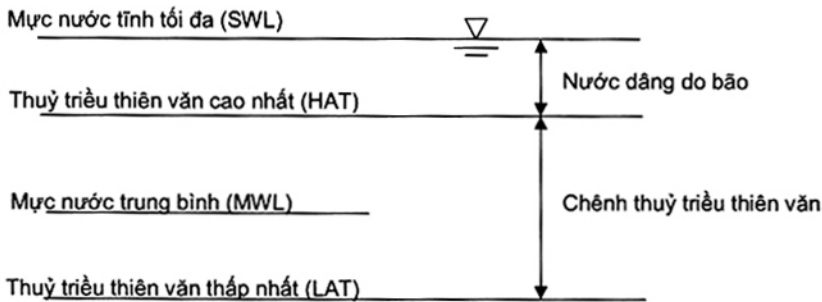 Mực nước tĩnh tối đa (SWL)
Nước dâng do bão
Thuỷ triều thiên văn cao nhất (HAT)
Mực nước trung bình (MWL)
Chênh thuỷ triều thiên văn
Thuỷ triều thiên văn thấp nhất (LAT)